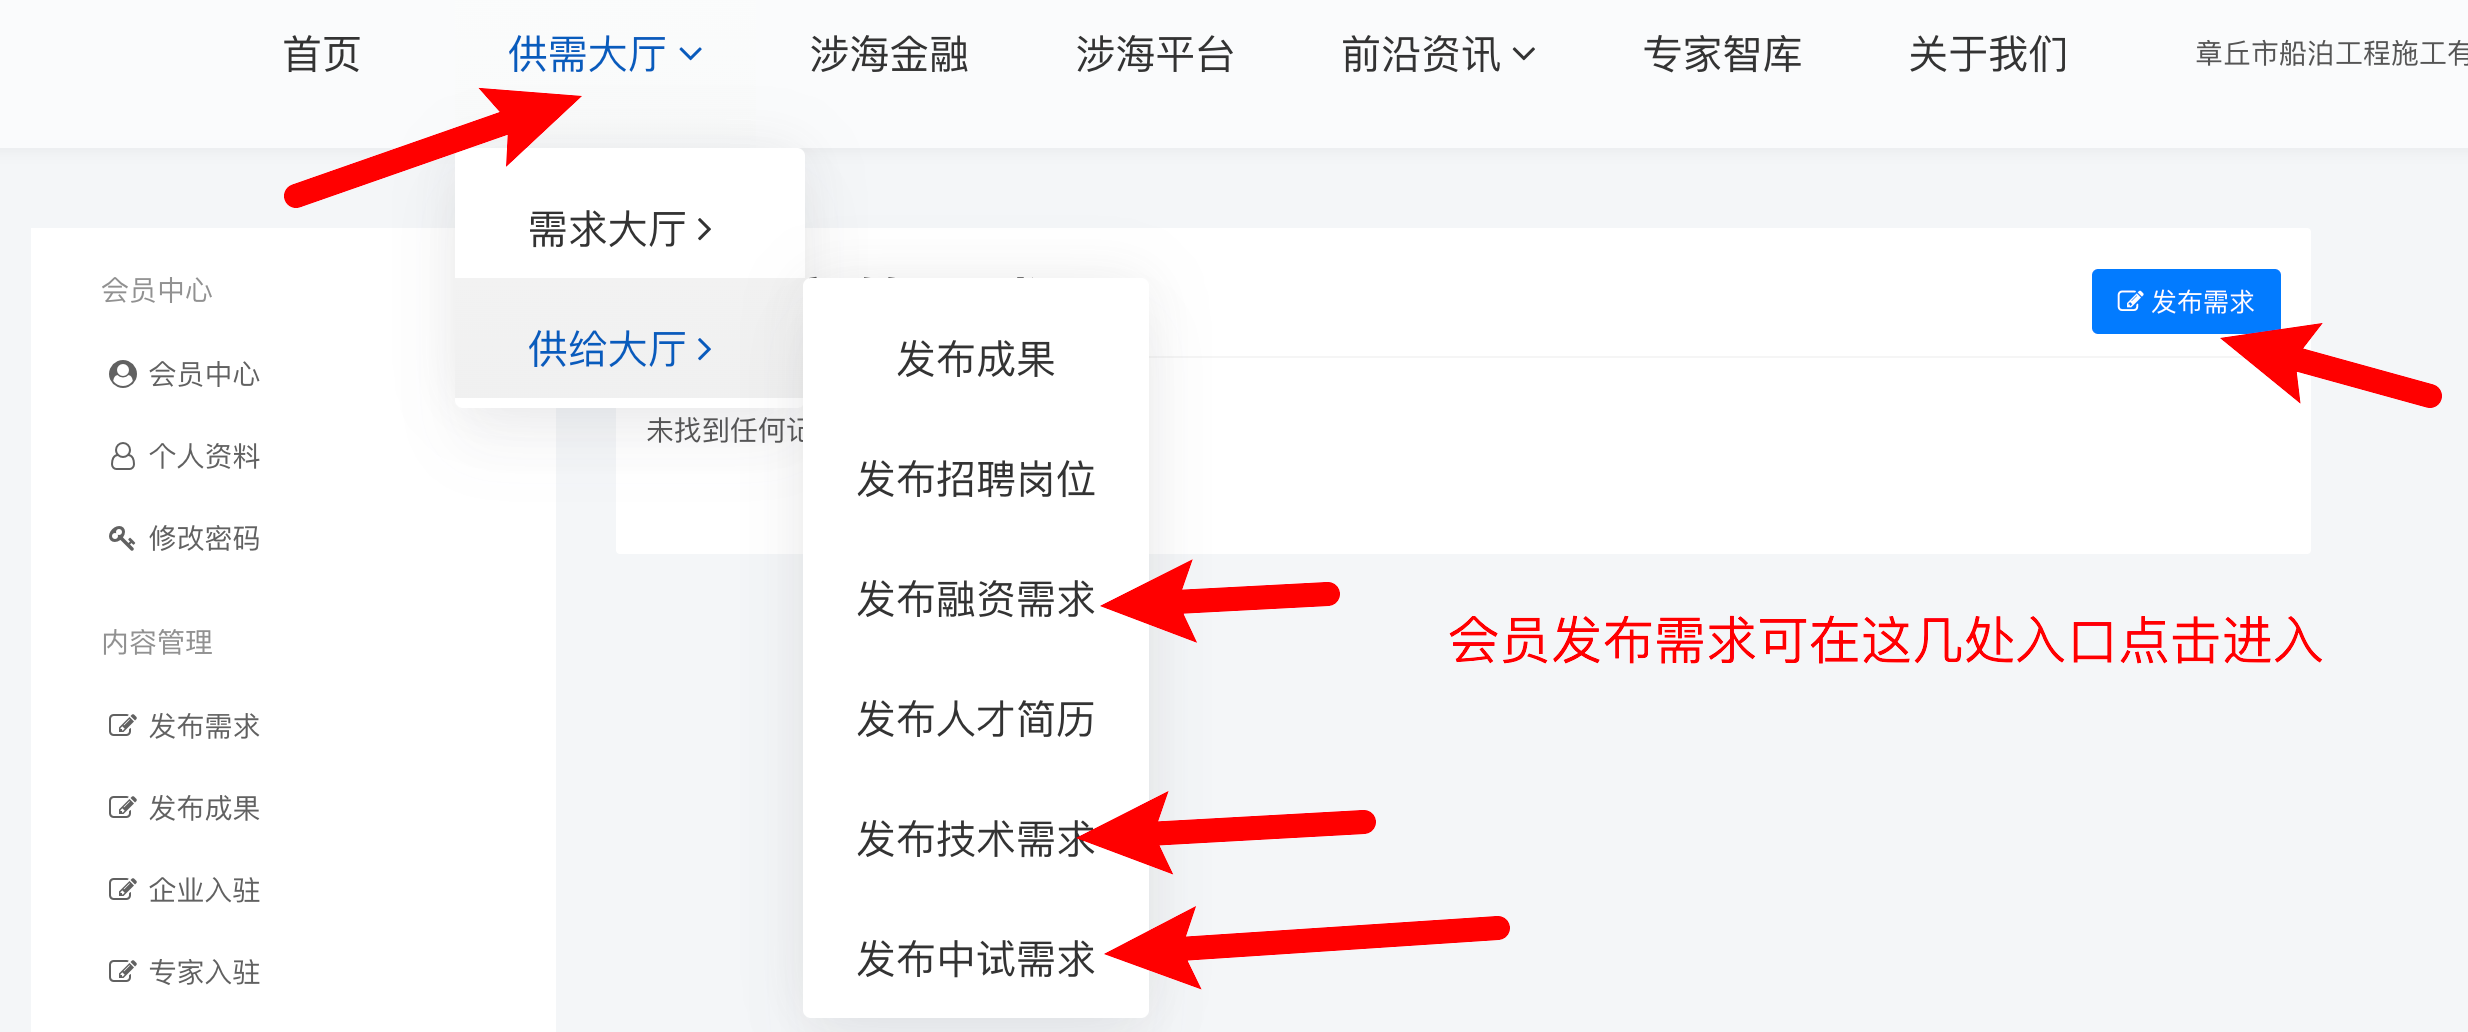 首页
供需大厅
涉海金融
涉海平台
前沿资讯
专家智库
关于我们
章丘市船泊工程施工有
需求大厅
供给大厅
发布成果
发布招聘岗位
发布融资需求
发布人才简历
发布技术需求
发布中试需求
会员中心
会员中心
个人资料
修改密码
内容管理
发布需求
发布成果
企业入驻
专家入驻
发布需求
未找到任何记
会员发布需求可在这几处入口点击进入